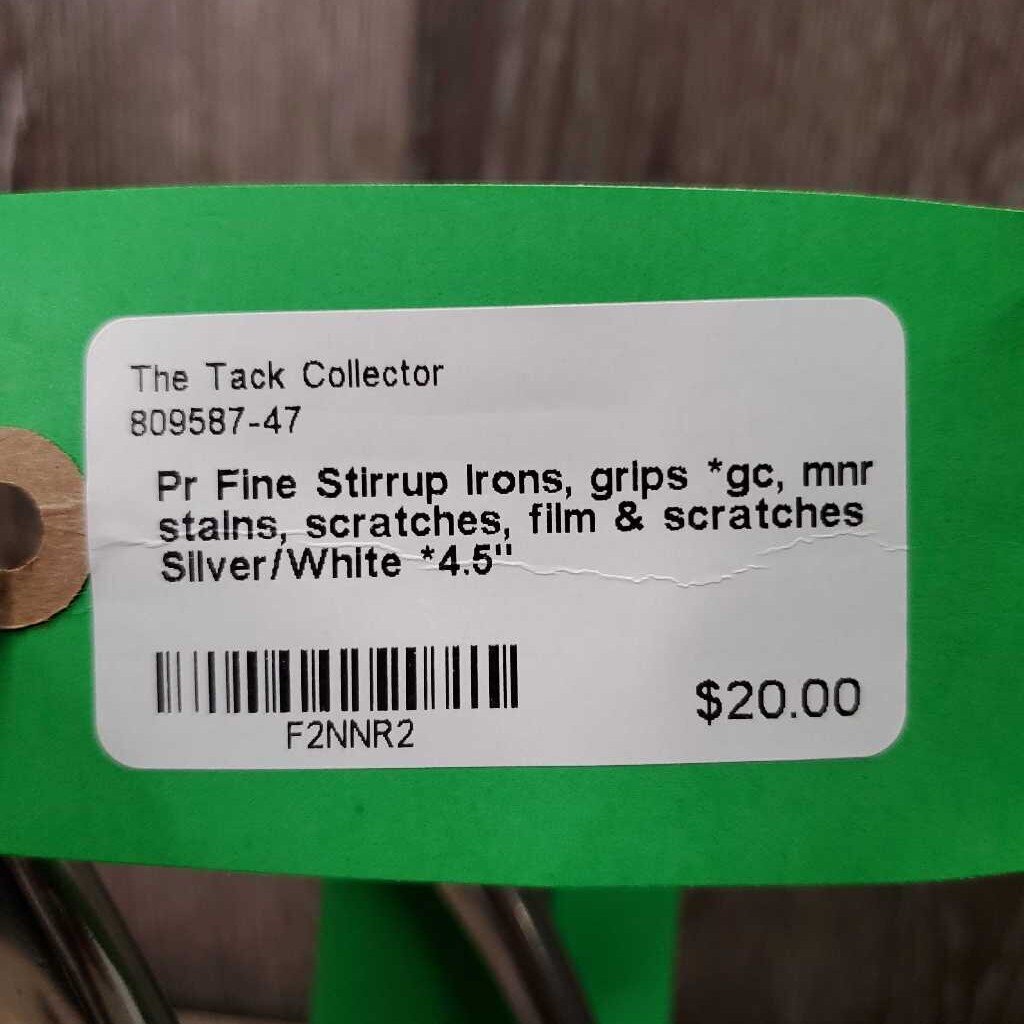 The Tack Collector
809587-47
Pr Fine Stirrup Irons, grips *gc, mnr
stains, scratches, film & scratches
Silver/White *4.5"
F2NNR2
$20.00